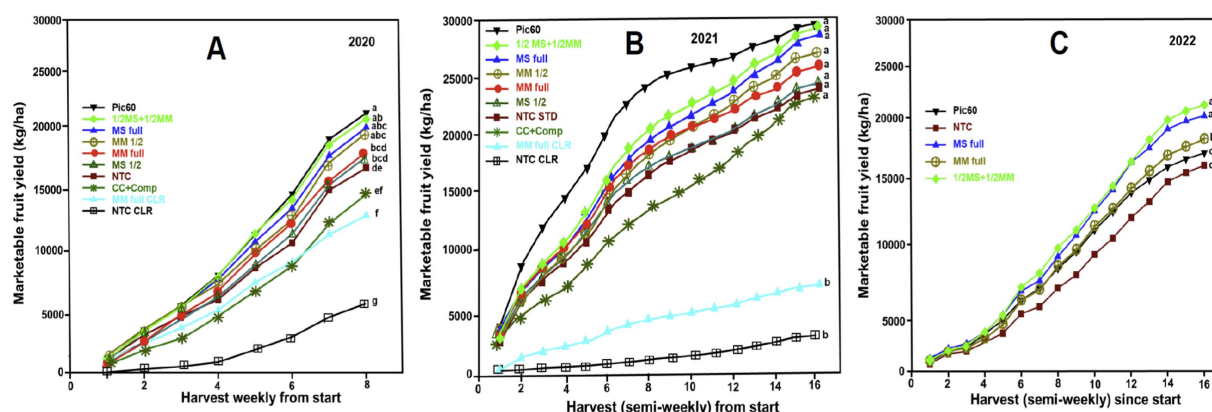 A
2020
Marketable fruit yield (kg/ha)
30000
25000
20000
15000
10000
5000
0
Pic60
1/2MS+1/2MM
MS full
MM 1/2
MM full
MS 1/2
NTC
CC+Comp
MM full CLR
NTC CLR
a
ab
abc
abc
bcd
bcd
de
ef
f
g
0 2 4 6 8
Harvest weekly from start
B
2021
Marketable fruit yield (kg/ha)
30000
25000
20000
15000
10000
5000
0
Pic60
1/2 MS+1/2MM
MS full
MM 1/2
MM full
MS 1/2
NTC STD
CC+Comp
MM full CLR
NTC CLR
a
a
a
a
a
a
a
a
b
b
0 2 4 6 8 10 12 14 16
Harvest (semi-weekly) from start
C
2022
Marketable fruit yield (kg/ha)
30000
25000
20000
15000
10000
5000
0
Pic60
NTC
MS full
MM full
1/2MS+1/2MM
a
a
b
0 2 4 6 8 10 12 14 16
Harvest (semi-weekly) since start